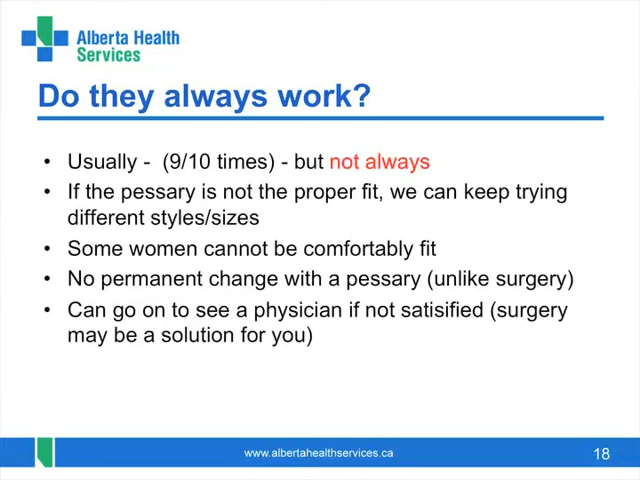 Alberta Health
Services
Do they always work?
• Usually - (9/10 times) - but not always
• If the pessary is not the proper fit, we can keep trying
different styles/sizes
• Some women cannot be comfortably fit
• No permanent change with a pessary (unlike surgery)
• Can go on to see a physician if not satisified (surgery
may be a solution for you)
www.albertahealthservices.ca
18